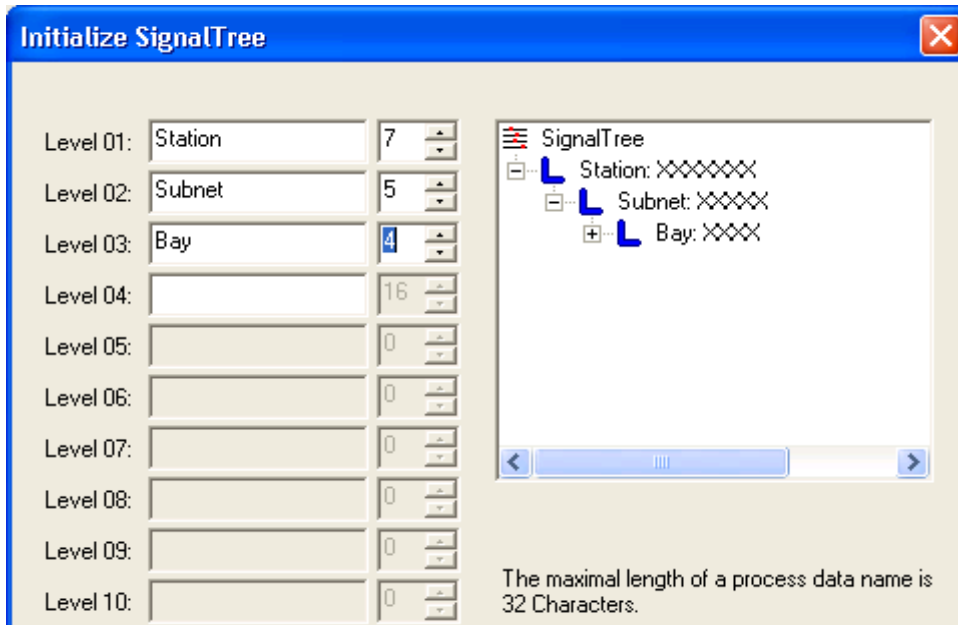 Initialize SignalTree
Level 01: Station 7
Level 02: Subnet 5
Level 03: Bay 4
Level 04: 16
Level 05: 0
Level 06: 0
Level 07: 0
Level 08: 0
Level 09: 0
Level 10: 0
SignalTree
Station: XXXXXXX
Subnet: XXXXX
Bay: XXXX
The maximal length of a process data name is
32 Characters.